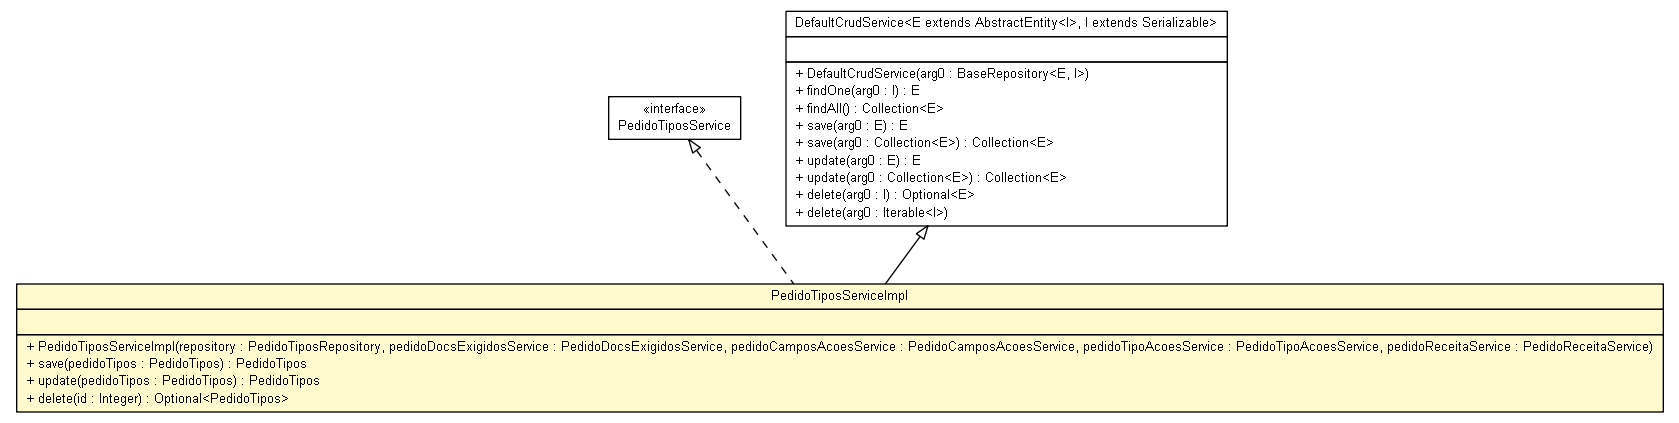 DefaultCrudService<E extends AbstractEntity<I>, I extends Serializable>
+ DefaultCrudService(arg0 : BaseRepository<E, I>)
+ findOne(arg0 : I) : E
+ findAll() : Collection<E>
+ save(arg0 : E) : E
+ save(arg0 : Collection<E>) : Collection<E>
+ update(arg0 : E) : E
+ update(arg0 : Collection<E>) : Collection<E>
+ delete(arg0 : I) : Optional<E>
+ delete(arg0 : Iterable<I>)
«interface»
PedidoTiposService
PedidoTiposServiceImpl
+ PedidoTiposServiceImpl(repository : PedidoTiposRepository, pedidoDocsExigidosService : PedidoDocsExigidosService, pedidoCamposAcoesService : PedidoCamposAcoesService, pedidoTipoAcoesService : PedidoTipoAcoesService, pedidoReceitaService : PedidoReceitaService)
+ save(pedidoTipos : PedidoTipos) : PedidoTipos
+ update(pedidoTipos : PedidoTipos) : PedidoTipos
+ delete(id : Integer) : Optional<PedidoTipos>